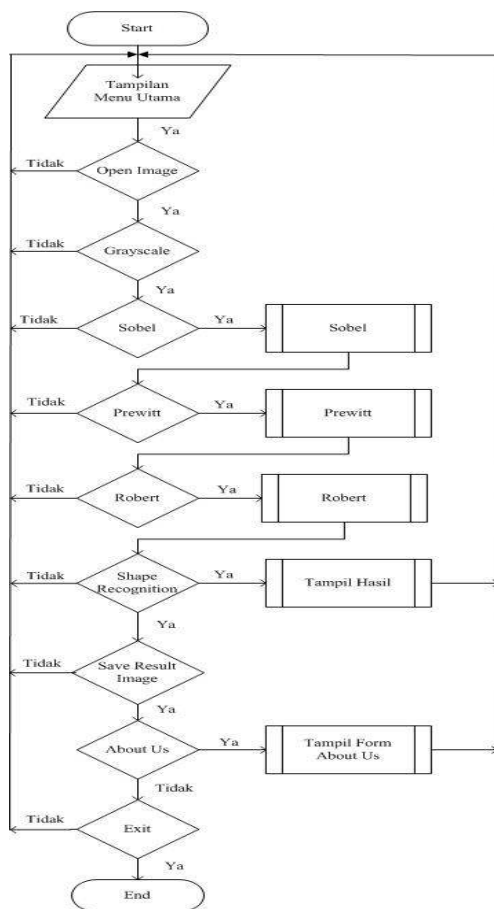 Start
Tampilan
Menu Utama
Ya
Tidak
Open Image
Ya
Tidak
Grayscale
Ya
Tidak
Sobel
Ya
Sobel
Tidak
Prewitt
Ya
Prewitt
Tidak
Robert
Ya
Robert
Tidak
Shape
Recognition
Ya
Tampil Hasil
Ya
Tidak
Save Result
Image
Ya
About Us
Ya
Tampil Form
About Us
Tidak
Tidak
Exit
Ya
End